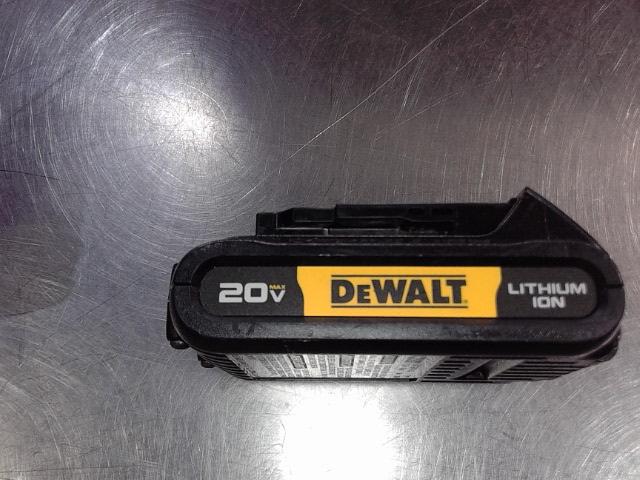 20V MAX
DEWALT
LITHIUM
ION